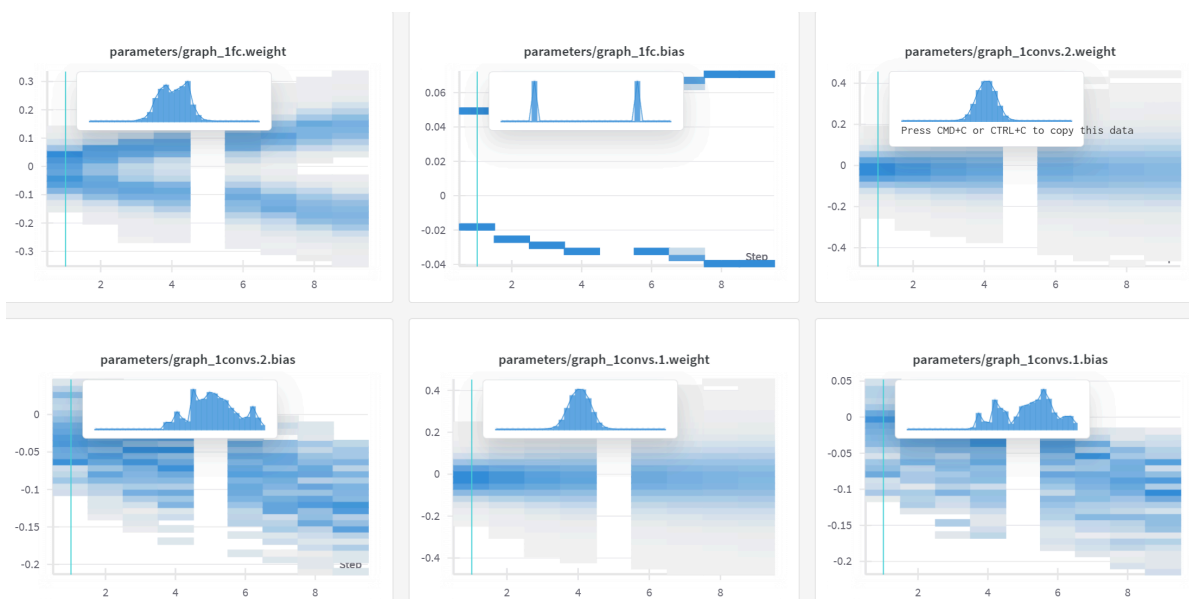 parameters/graph_1fc.weight
0.3
0.2
0.1
0
-0.1
-0.2
-0.3
2 4 6 8
parameters/graph_1fc.bias
0.06
0.04
0.02
0
-0.02
-0.04
Step
2 4 6 8
parameters/graph_1convs.2.weight
0.4
Press CMD+C or CTRL+C to copy this data
0.2
0
-0.2
-0.4
2 4 6 8
parameters/graph_1convs.2.bias
0
-0.05
-0.1
-0.15
-0.2
Step
2 4 6 8
parameters/graph_1convs.1.weight
0.4
0.2
0
-0.2
-0.4
2 4 6 8
parameters/graph_1convs.1.bias
0.05
0
-0.05
-0.1
-0.15
-0.2
2 4 6 8